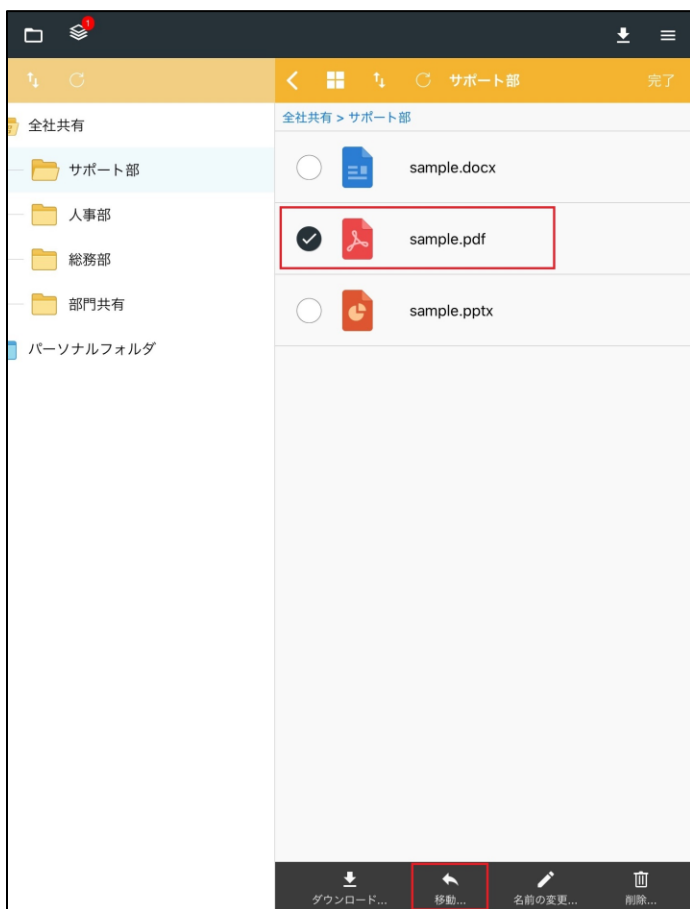 1
サポート部
完了
全社共有
サポート部
人事部
総務部
部門共有
パーソナルフォルダ
全社共有 > サポート部
sample.docx
sample.pdf
sample.pptx
ダウンロード...
移動...
名前の変更...
削除...